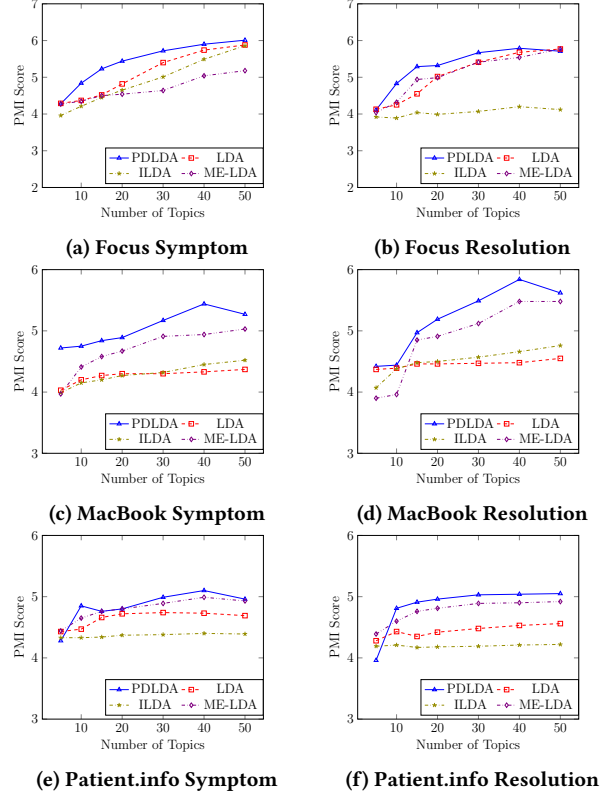 6
5
4
3
2
10 20 30 40 50
PMI Score
Number of Topics
PDLDA LDA
ILDA ME-LDA
(a) Focus Symptom
7
6
5
4
3
2
10 20 30 40 50
PMI Score
Number of Topics
PDLDA LDA
ILDA ME-LDA
(b) Focus Resolution
6
5
4
3
10 20 30 40 50
PMI Score
Number of Topics
PDLDA LDA
ILDA ME-LDA
(c) MacBook Symptom
6
5
4
3
10 20 30 40 50
PMI Score
Number of Topics
PDLDA LDA
ILDA ME-LDA
(d) MacBook Resolution
6
5
4
3
10 20 30 40 50
PMI Score
Number of Topics
PDLDA LDA
ILDA ME-LDA
(e) Patient.info Symptom
6
5
4
3
10 20 30 40 50
PMI Score
Number of Topics
PDLDA LDA
ILDA ME-LDA
(f) Patient.info Resolution